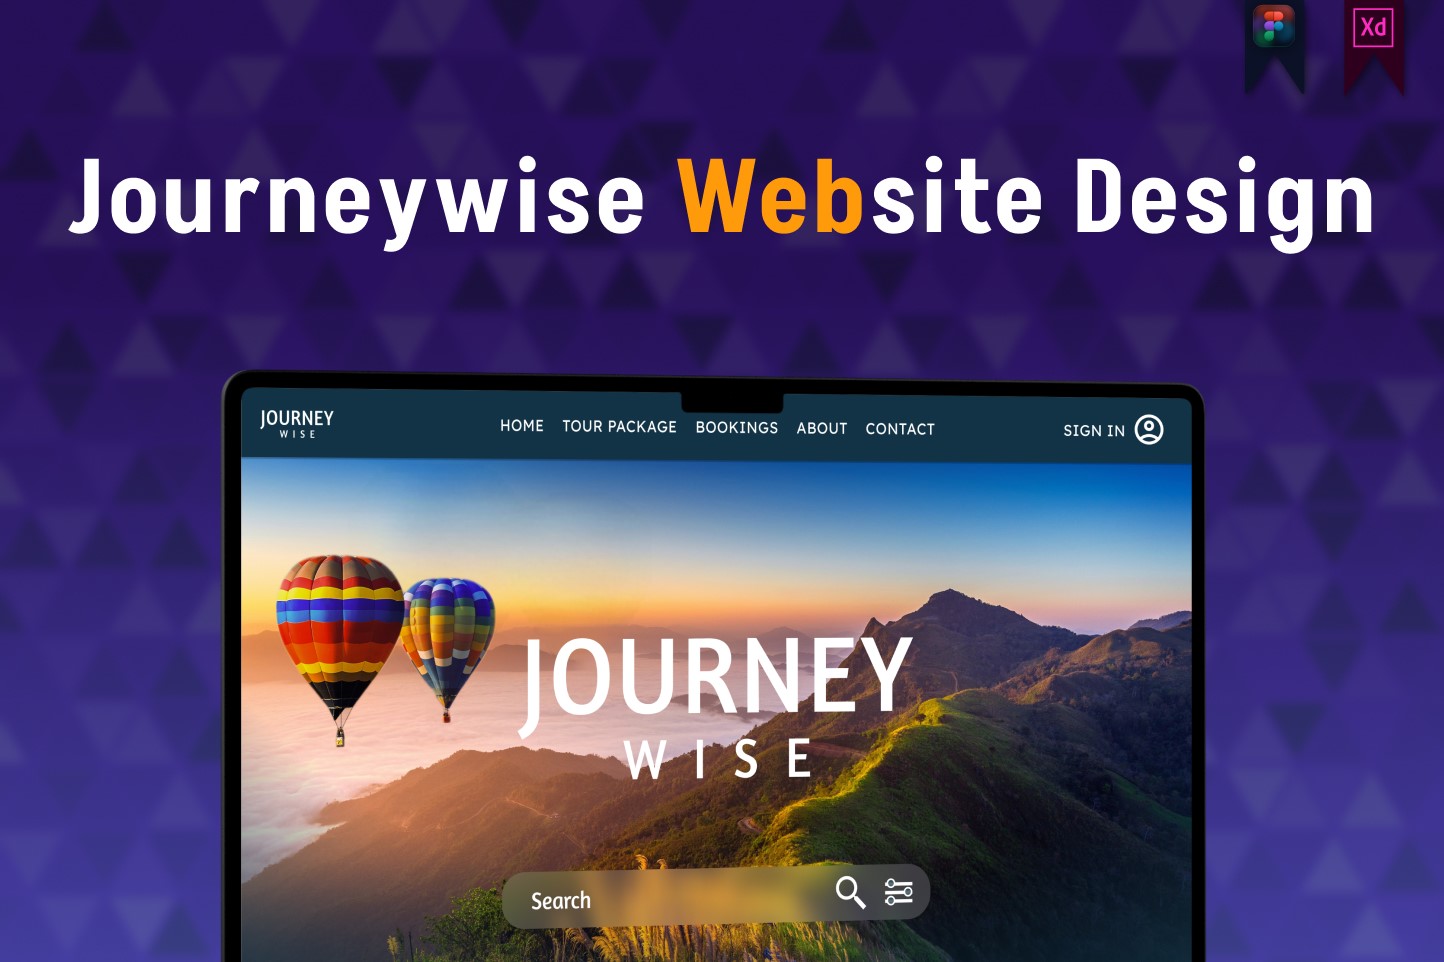 Xd
Journeywise Website Design
JOURNEY
WISE
HOME TOUR PACKAGE BOOKINGS ABOUT CONTACT
SIGN IN
JOURNEY
WISE
Search